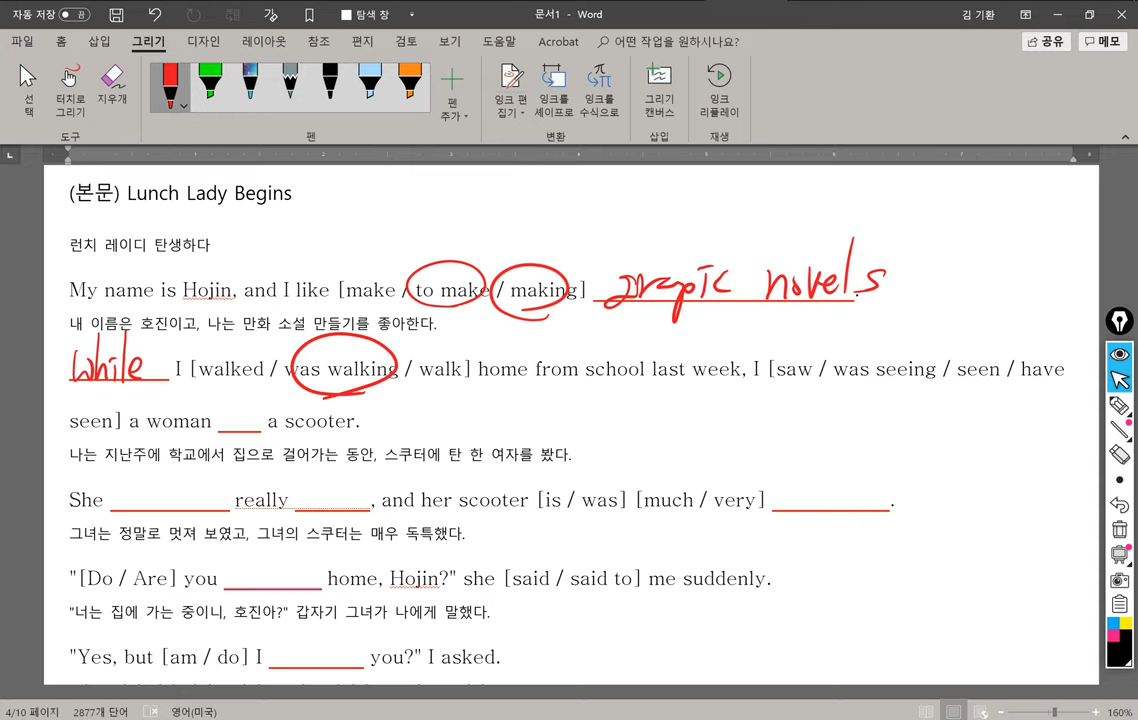 자동 저장 끔 탐색 창 문서1 - Word 김 기환
파일 홈 삽입 그리기 디자인 레이아웃 참조 편지 검토 보기 도움말 Acrobat 어떤 작업을 원하시나요? 공유 메모
선택 터치로 그리기 지우개 펜 추가 잉크 편집기 잉크를 셰이프로 잉크를 수식으로 그리기 캔버스 잉크 리플레이
도구 펜 변환 삽입 재생
(본문) Lunch Lady Begins
런치 레이디 탄생하다
My name is Hojin, and I like [make / to make / making] novels.
내 이름은 호진이고, 나는 만화 소설 만들기를 좋아한다.
While I [walked / was walking / walk] home from school last week, I [saw / was seeing / seen / have
seen] a woman ____ a scooter.
나는 지난주에 학교에서 집으로 걸어가는 동안, 스쿠터에 탄 한 여자를 봤다.
She ____ really ____, and her scooter [is / was] [much / very] ____.
그녀는 정말로 멋져 보였고, 그녀의 스쿠터는 매우 독특했다.
"[Do / Are] you ____ home, Hojin?" she [said / said to] me suddenly.
"너는 집에 가는 중이니, 호진아?" 갑자기 그녀가 나에게 말했다.
"Yes, but [am / do] I ____ you?" I asked.
4/10 페이지 2877개 단어 영어(미국) 160%